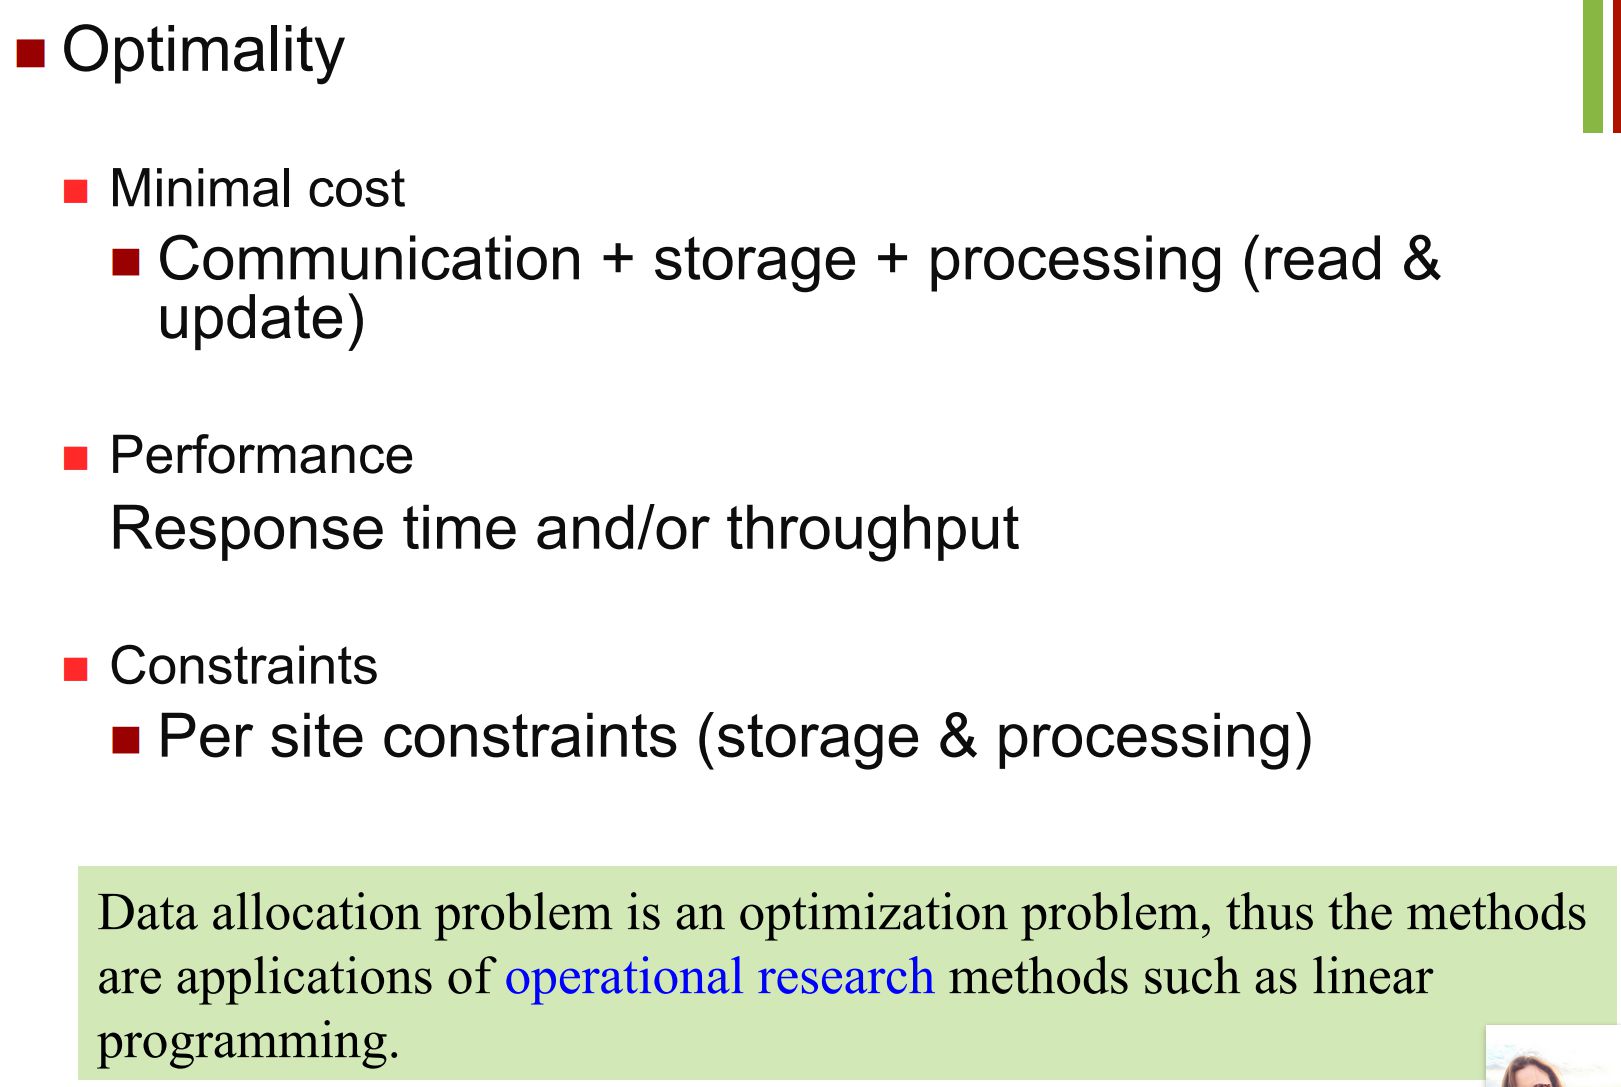 Optimality
Minimal cost
Communication + storage + processing (read &
update)
Performance
Response time and/or throughput
Constraints
Per site constraints (storage & processing)
Data allocation problem is an optimization problem, thus the methods
are applications of operational research methods such as linear
programming.